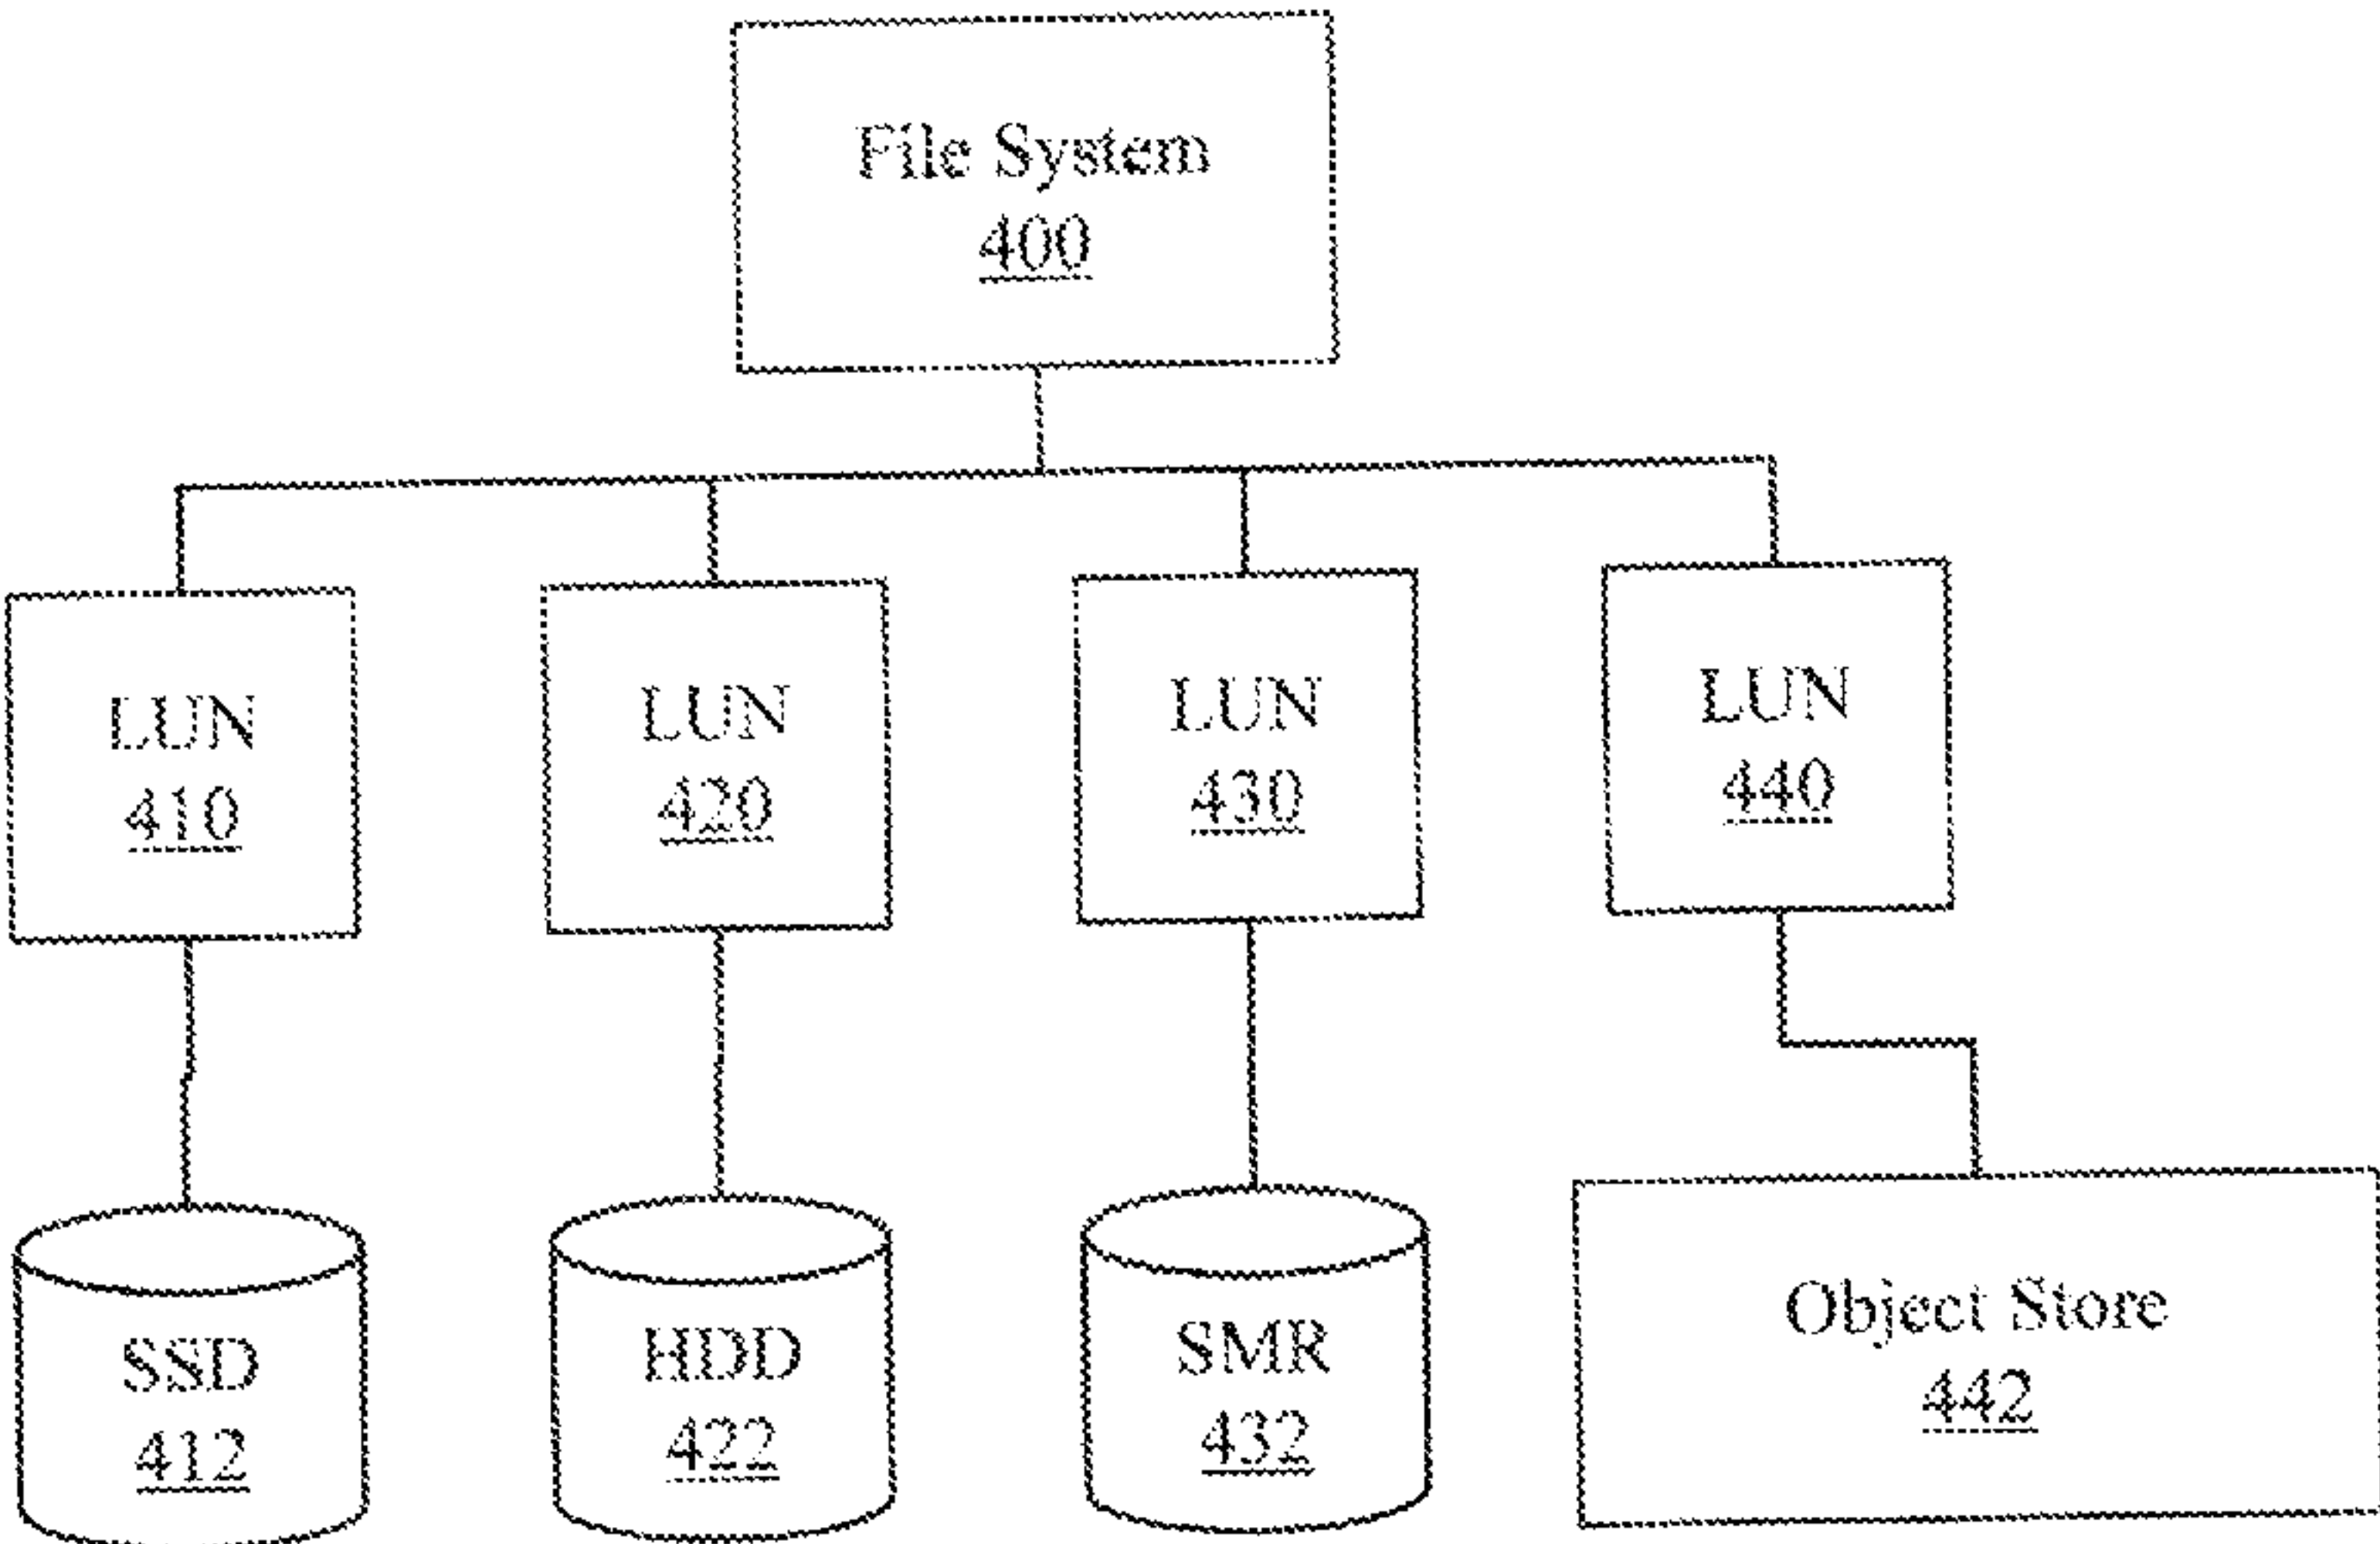 File System
400
LUN
410
LUN
420
LUN
430
LUN
440
SSD
412
HDD
422
SMR
432
Object Store
442